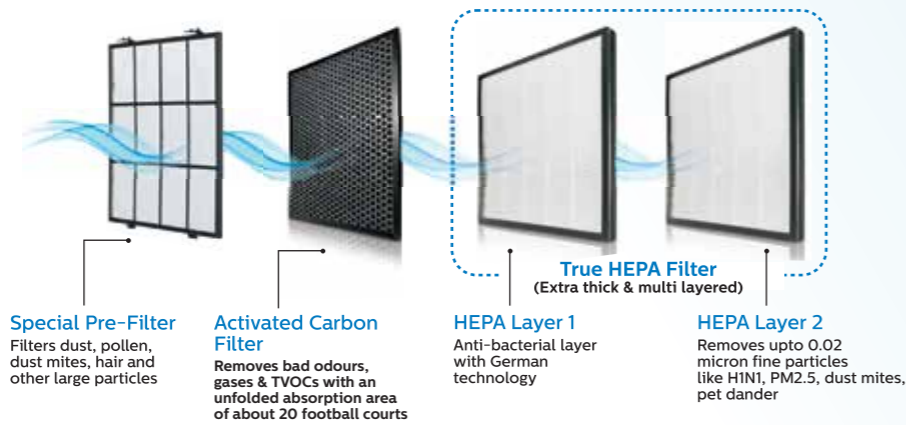 True HEPA Filter
(Extra thick & multi layered)
Special Pre-Filter
Filters dust, pollen,
dust mites, hair and
other large particles
Activated Carbon
Filter
Removes bad odours,
gases & TVOCs with an
unfolded absorption area
of about 20 football courts
HEPA Layer 1
Anti-bacterial layer
with German
technology
HEPA Layer 2
Removes upto 0.02
micron fine particles
like H1N1, PM2.5, dust mites,
pet dander